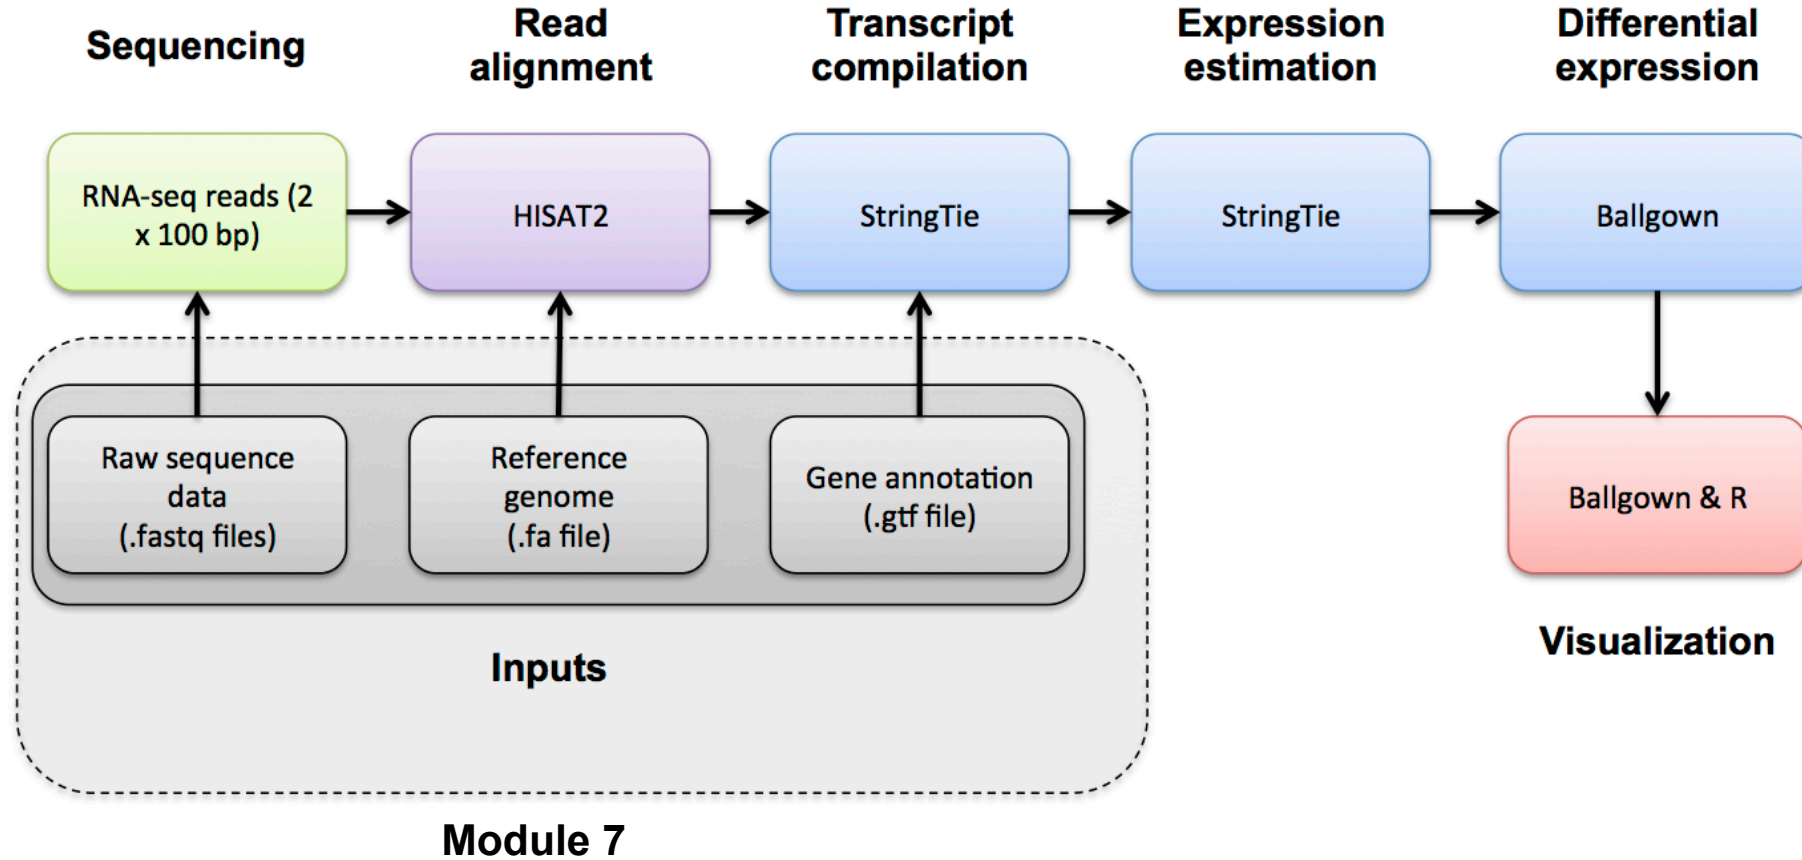 Sequencing
Read
alignment
Transcript
compilation
Expression
estimation
Differential
expression
RNA-seq reads (2
x 100 bp)
HISAT2
StringTie
StringTie
Ballgown
Raw sequence
data
(.fastq files)
Reference
genome
(.fa file)
Gene annotation
(.gtf file)
Ballgown & R
Inputs
Visualization
Module 7